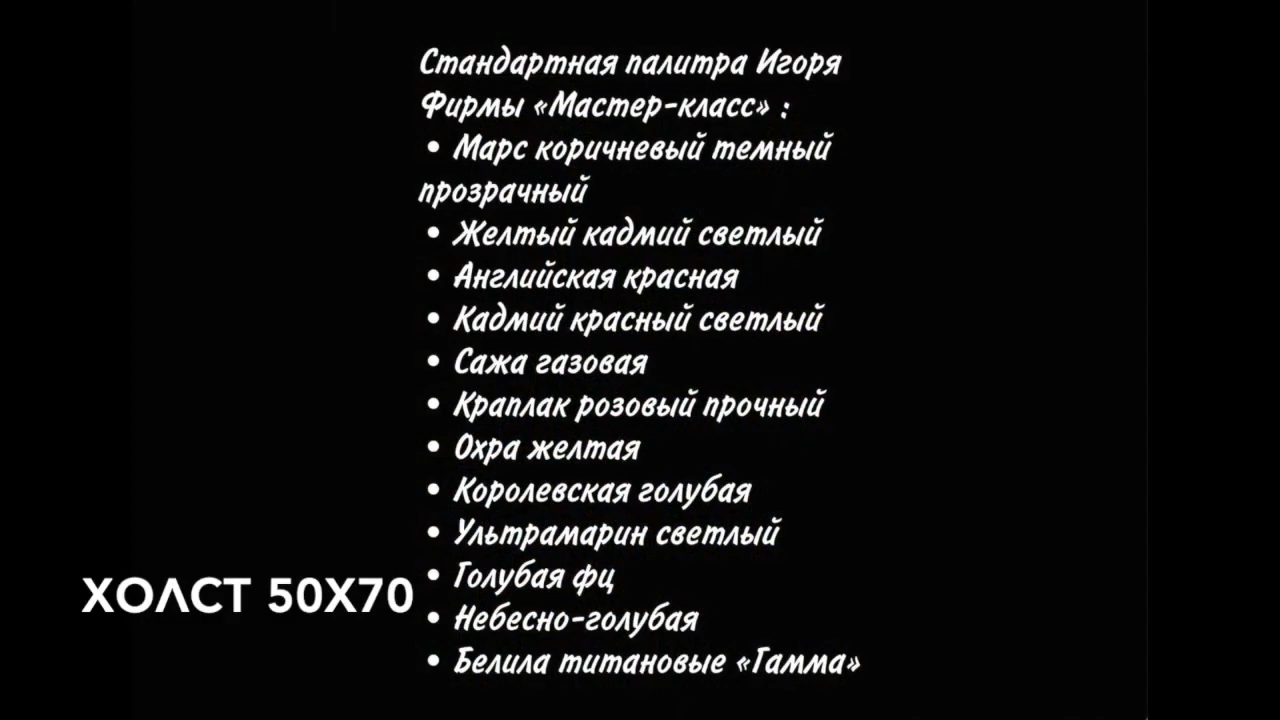 Стандартная палитра Игоря
Фирмы «Мастер-класс» :
• Марс коричневый темный
прозрачный
• Желтый кадмий светлый
• Английская красная
• Кадмий красный светлый
• Сажа газовая
• Краплак розовый прочный
• Охра желтая
• Королевская голубая
• Ультрамарин светлый
• Голубая фц
• Небесно-голубая
• Белила титановые «Гамма»
ХОЛСТ 50Х70